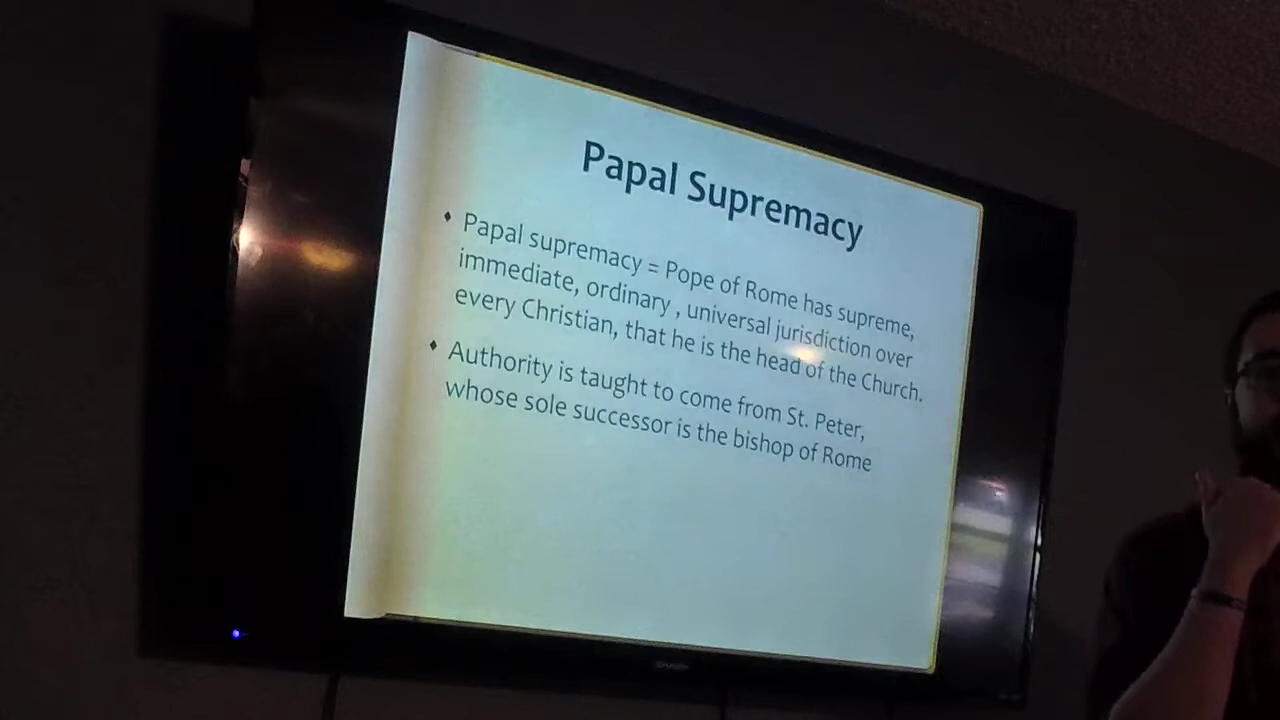 Papal Supremacy
Papal supremacy = Pope of Rome has supreme,
immediate, ordinary , universal jurisdiction over
every Christian, that he is the head of the Church.
Authority is taught to come from St. Peter,
whose sole successor is the bishop of Rome
SHARP